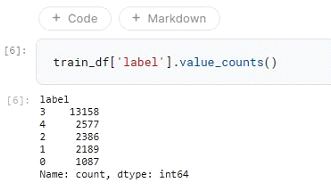 + Code + Markdown
[6]: train_df['label'].value_counts()
[6]: label
3 13158
4 2577
2 2386
1 2189
0 1087
Name: count, dtype: int64